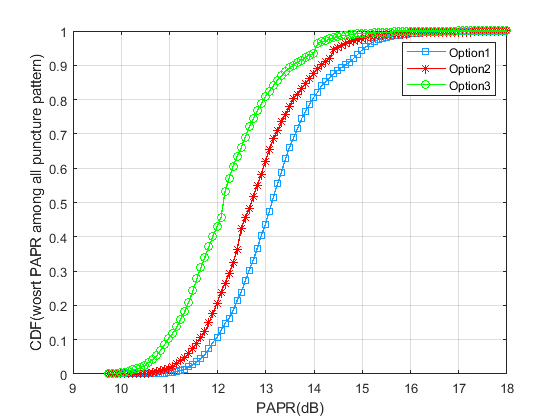 CDF(wosrt PAPR among all puncture pattern)
1
0.9
0.8
0.7
0.6
0.5
0.4
0.3
0.2
0.1
0
Option1
Option2
Option3
9 10 11 12 13 14 15 16 17 18
PAPR(dB)